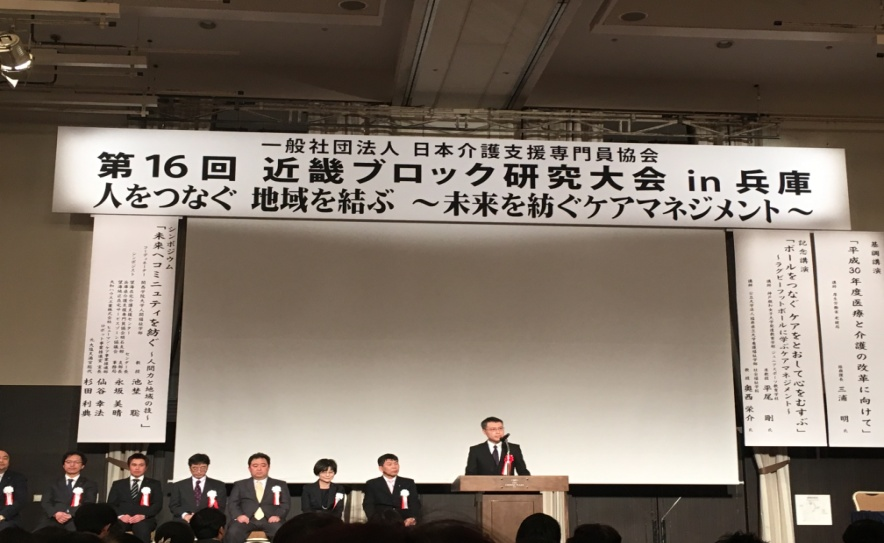 一般社団法人 日本介護支援専門員協会
第16回 近畿ブロック研究大会 in 兵庫
人をつなぐ 地域を結ぶ ～未来を紡ぐケアマネジメント～
基調講演
「平成30年度医療と介護の改革に向けて」
三浦 明 氏
記念講演
「ボールをつなぐ ケアをとおして心をむすぶ」
～ラグビーフットボールに学ぶケアマネジメント～
平尾 剛 氏
奥西 栄介 氏
シンポジウム
「未来へコミニュティを紡ぐ ～人間力と地域の技～」
池埜 聡
永坂 美晴
仙谷 幸法
杉田 利典